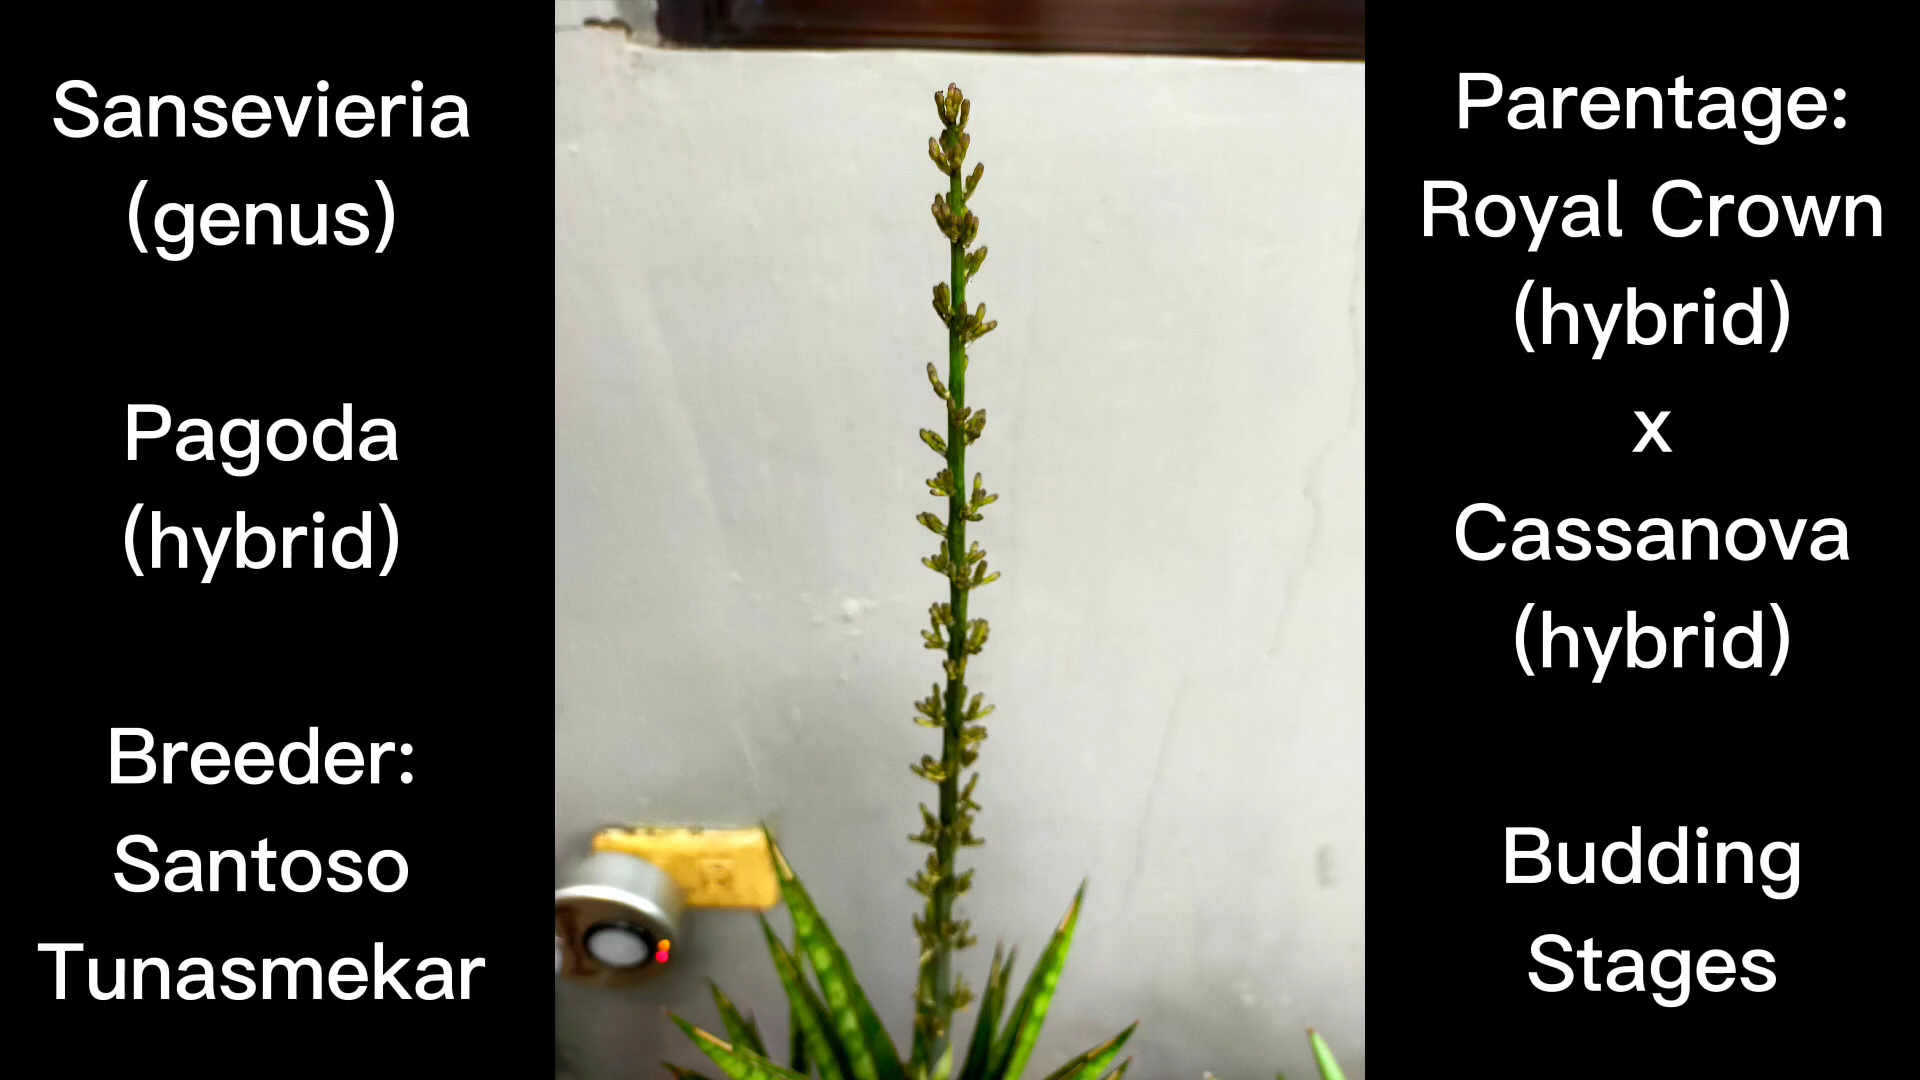 Sansevieria
(genus)
Pagoda
(hybrid)
Breeder:
Santoso
Tunasmekar
Parentage:
Royal Crown
(hybrid)
x
Cassanova
(hybrid)
Budding
Stages